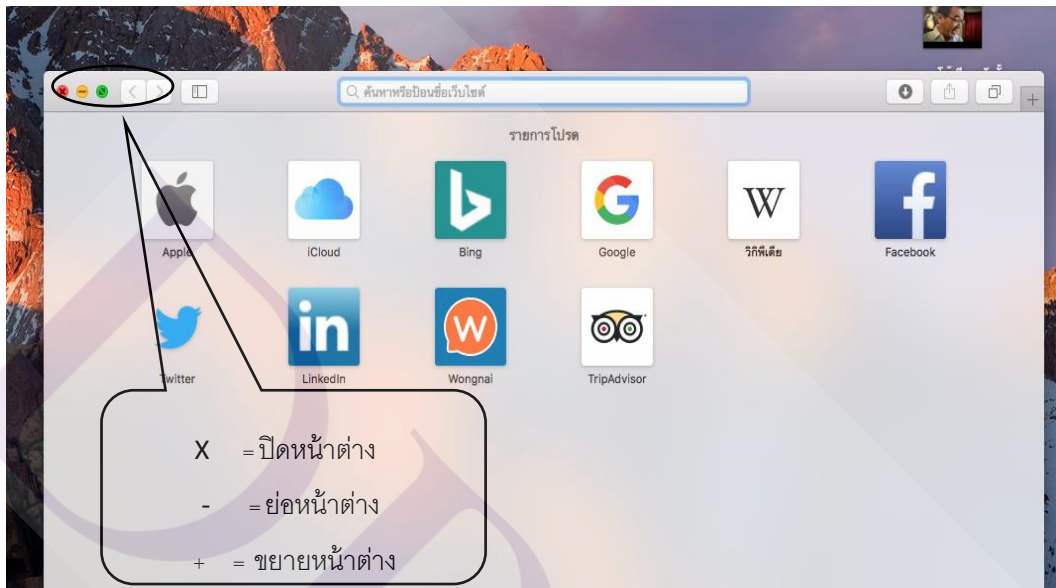 ค้นหาหรือป้อนชื่อเว็บไซต์
รายการโปรด
Apple iCloud Bing Google วิกิพีเดีย Facebook
Twitter LinkedIn Wongnai TripAdvisor
X = ปิดหน้าต่าง
- = ย่อหน้าต่าง
+ = ขยายหน้าต่าง